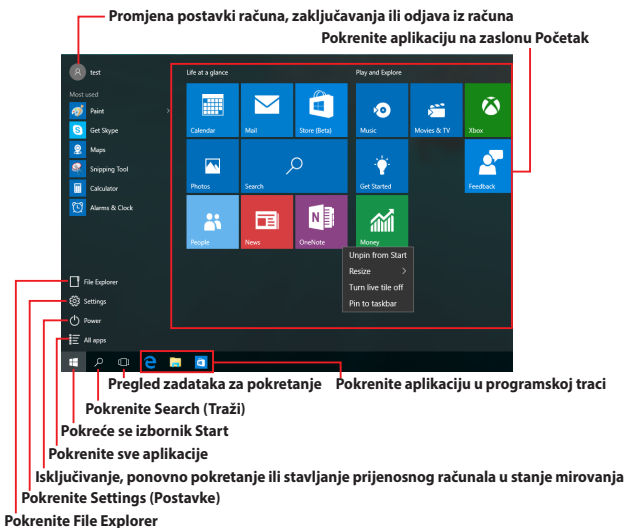 Promjena postavki računa, zaključavanja ili odjava iz računa
Pokrenite aplikaciju na zaslonu Početak
test
Life at a glance
Play and Explore
Most used
Paint
Get Skype
Maps
Snipping Tool
Calculator
Alarms & Clock
Calendar
Mail
Store (Beta)
Music
Movies & TV
Xbox
Photos
Search
Get Started
Feedback
People
News
OneNote
Money
Unpin from Start
Resize
Turn live tile off
Pin to taskbar
File Explorer
Settings
Power
All apps
Pregled zadataka za pokretanje
Pokrenite aplikaciju u programskoj traci
Pokrenite Search (Traži)
Pokreće se izbornik Start
Pokrenite sve aplikacije
Isključivanje, ponovno pokretanje ili stavljanje prijenosnog računala u stanje mirovanja
Pokrenite Settings (Postavke)
Pokrenite File Explorer